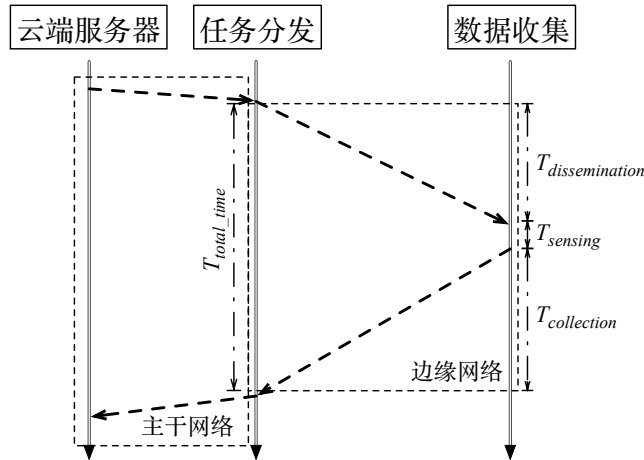 云端服务器
任务分发
数据收集
T_dissemination
T_total_time
T_sensing
T_collection
边缘网络
主干网络